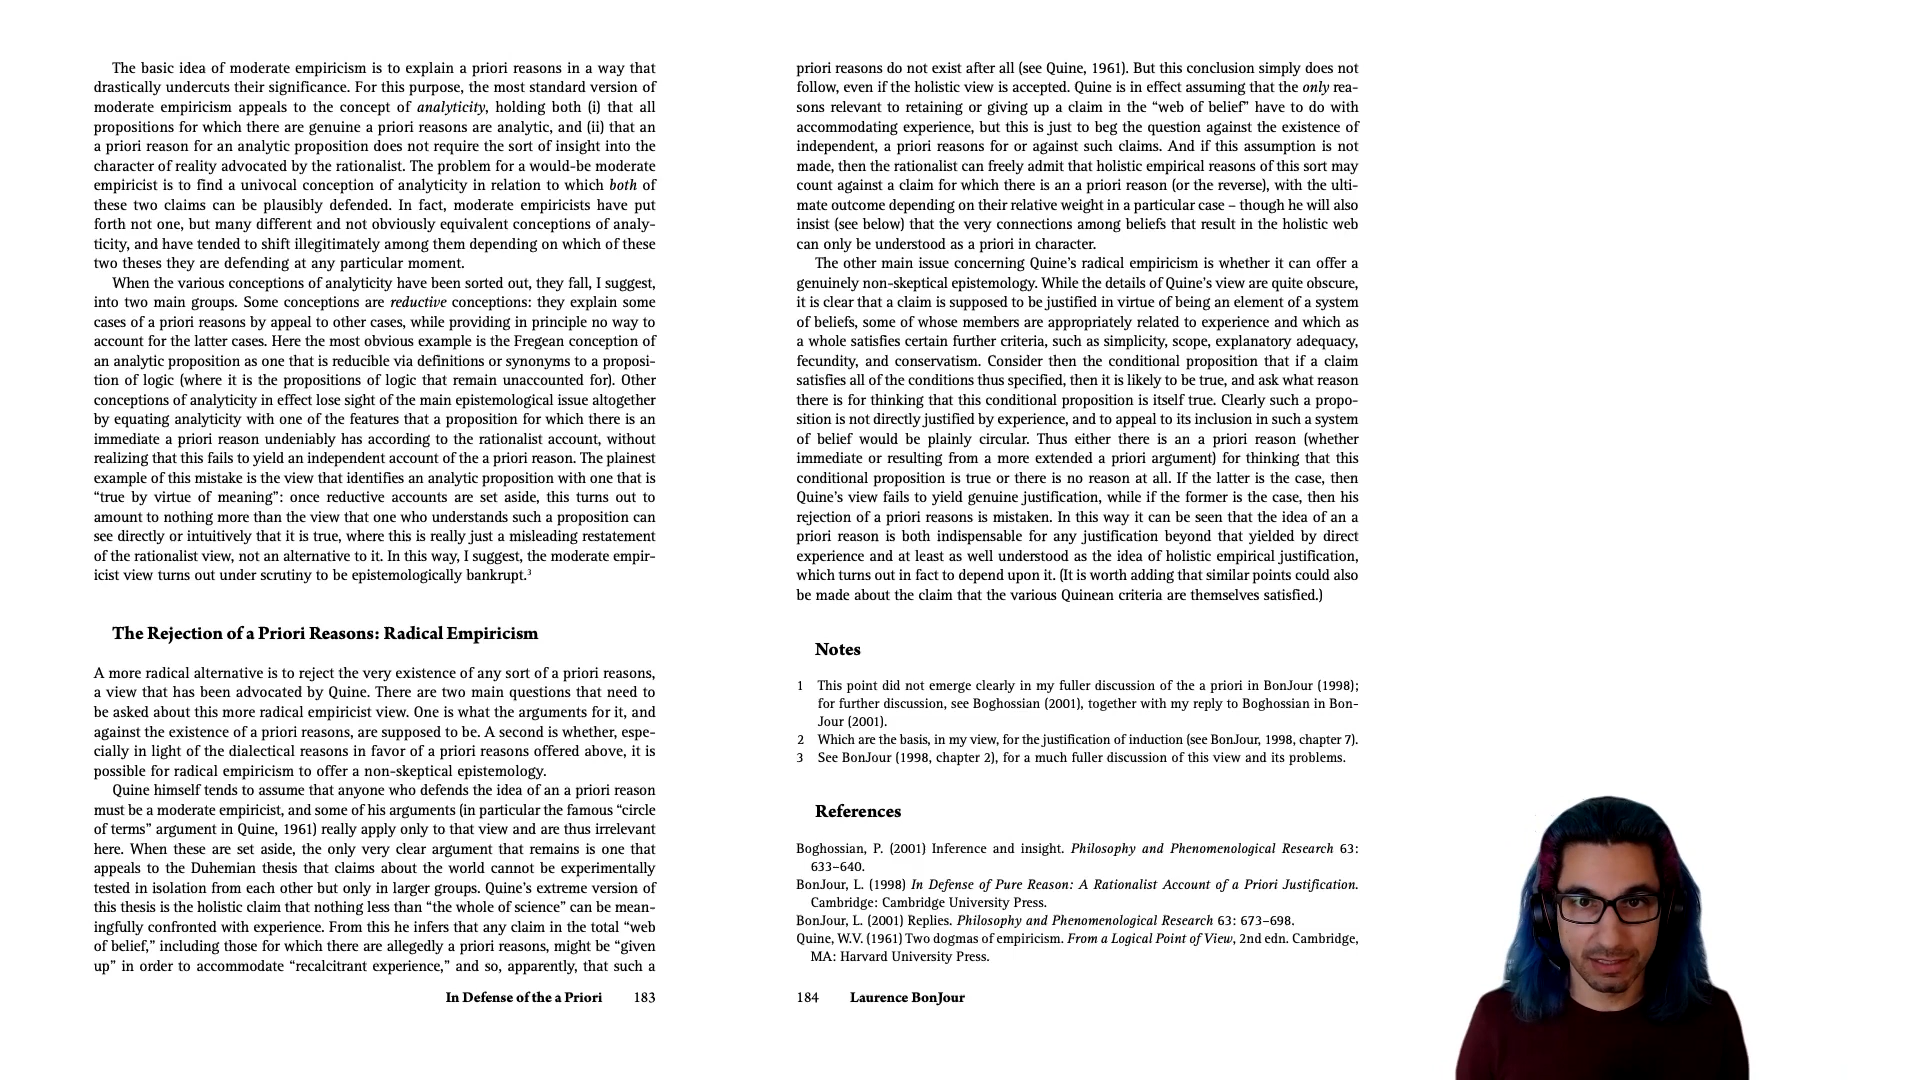 The basic idea of moderate empiricism is to explain a priori reasons in a way that
drastically undercuts their significance. For this purpose, the most standard version of
moderate empiricism appeals to the concept of analyticity, holding both (i) that all
propositions for which there are genuine a priori reasons are analytic, and (ii) that an
a priori reason for an analytic proposition does not require the sort of insight into the
character of reality advocated by the rationalist. The problem for a would-be moderate
empiricist is to find a univocal conception of analyticity in relation to which both of
these two claims can be plausibly defended. In fact, moderate empiricists have put
forth not one, but many different and not obviously equivalent conceptions of analy-
ticity, and have tended to shift illegitimately among them depending on which of these
two theses they are defending at any particular moment.
When the various conceptions of analyticity have been sorted out, they fall, I suggest,
into two main groups. Some conceptions are reductive conceptions: they explain some
cases of a priori reasons by appeal to other cases, while providing in principle no way to
account for the latter cases. Here the most obvious example is the Fregean conception of
an analytic proposition as one that is reducible via definitions or synonyms to a proposi-
tion of logic (where it is the propositions of logic that remain unaccounted for). Other
conceptions of analyticity in effect lose sight of the main epistemological issue altogether
by equating analyticity with one of the features that a proposition for which there is an
immediate a priori reason undeniably has according to the rationalist account, without
realizing that this fails to yield an independent account of the a priori reason. The plainest
example of this mistake is the view that identifies an analytic proposition with one that is
“true by virtue of meaning”: once reductive accounts are set aside, this turns out to
amount to nothing more than the view that one who understands such a proposition can
see directly or intuitively that it is true, where this is really just a misleading restatement
of the rationalist view, not an alternative to it. In this way, I suggest, the moderate empir-
icist view turns out under scrutiny to be epistemologically bankrupt.3
The Rejection of a Priori Reasons: Radical Empiricism
A more radical alternative is to reject the very existence of any sort of a priori reasons,
a view that has been advocated by Quine. There are two main questions that need to
be asked about this more radical empiricist view. One is what the arguments for it, and
against the existence of a priori reasons, are supposed to be. A second is whether, espe-
cially in light of the dialectical reasons in favor of a priori reasons offered above, it is
possible for radical empiricism to offer a non-skeptical epistemology.
Quine himself tends to assume that anyone who defends the idea of an a priori reason
must be a moderate empiricist, and some of his arguments (in particular the famous “circle
of terms” argument in Quine, 1961) really apply only to that view and are thus irrelevant
here. When these are set aside, the only very clear argument that remains is one that
appeals to the Duhemian thesis that claims about the world cannot be experimentally
tested in isolation from each other but only in larger groups. Quine’s extreme version of
this thesis is the holistic claim that nothing less than “the whole of science” can be mean-
ingfully confronted with experience. From this he infers that any claim in the total “web
of belief,” including those for which there are allegedly a priori reasons, might be “given
up” in order to accommodate “recalcitrant experience,” and so, apparently, that such a
In Defense of the a Priori 183
priori reasons do not exist after all (see Quine, 1961). But this conclusion simply does not
follow, even if the holistic view is accepted. Quine is in effect assuming that the only rea-
sons relevant to retaining or giving up a claim in the “web of belief” have to do with
accommodating experience, but this is just to beg the question against the existence of
independent, a priori reasons for or against such claims. And if this assumption is not
made, then the rationalist can freely admit that holistic empirical reasons of this sort may
count against a claim for which there is an a priori reason (or the reverse), with the ulti-
mate outcome depending on their relative weight in a particular case – though he will also
insist (see below) that the very connections among beliefs that result in the holistic web
can only be understood as a priori in character.
The other main issue concerning Quine’s radical empiricism is whether it can offer a
genuinely non-skeptical epistemology. While the details of Quine’s view are quite obscure,
it is clear that a claim is supposed to be justified in virtue of being an element of a system
of beliefs, some of whose members are appropriately related to experience and which as
a whole satisfies certain further criteria, such as simplicity, scope, explanatory adequacy,
fecundity, and conservatism. Consider then the conditional proposition that if a claim
satisfies all of the conditions thus specified, then it is likely to be true, and ask what reason
there is for thinking that this conditional proposition is itself true. Clearly such a propo-
sition is not directly justified by experience, and to appeal to its inclusion in such a system
of belief would be plainly circular. Thus either there is an a priori reason (whether
immediate or resulting from a more extended a priori argument) for thinking that this
conditional proposition is true or there is no reason at all. If the latter is the case, then
Quine’s view fails to yield genuine justification, while if the former is the case, then his
rejection of a priori reasons is mistaken. In this way it can be seen that the idea of an a
priori reason is both indispensable for any justification beyond that yielded by direct
experience and at least as well understood as the idea of holistic empirical justification,
which turns out in fact to depend upon it. (It is worth adding that similar points could also
be made about the claim that the various Quinean criteria are themselves satisfied.)
Notes
1 This point did not emerge clearly in my fuller discussion of the a priori in BonJour (1998);
for further discussion, see Boghossian (2001), together with my reply to Boghossian in Bon-
Jour (2001).
2 Which are the basis, in my view, for the justification of induction (see BonJour, 1998, chapter 7).
3 See BonJour (1998, chapter 2), for a much fuller discussion of this view and its problems.
References
Boghossian, P. (2001) Inference and insight. Philosophy and Phenomenological Research 63:
633–640.
BonJour, L. (1998) In Defense of Pure Reason: A Rationalist Account of a Priori Justification.
Cambridge: Cambridge University Press.
BonJour, L. (2001) Replies. Philosophy and Phenomenological Research 63: 673–698.
Quine, W.V. (1961) Two dogmas of empiricism. From a Logical Point of View, 2nd edn. Cambridge,
MA: Harvard University Press.
184 Laurence BonJour